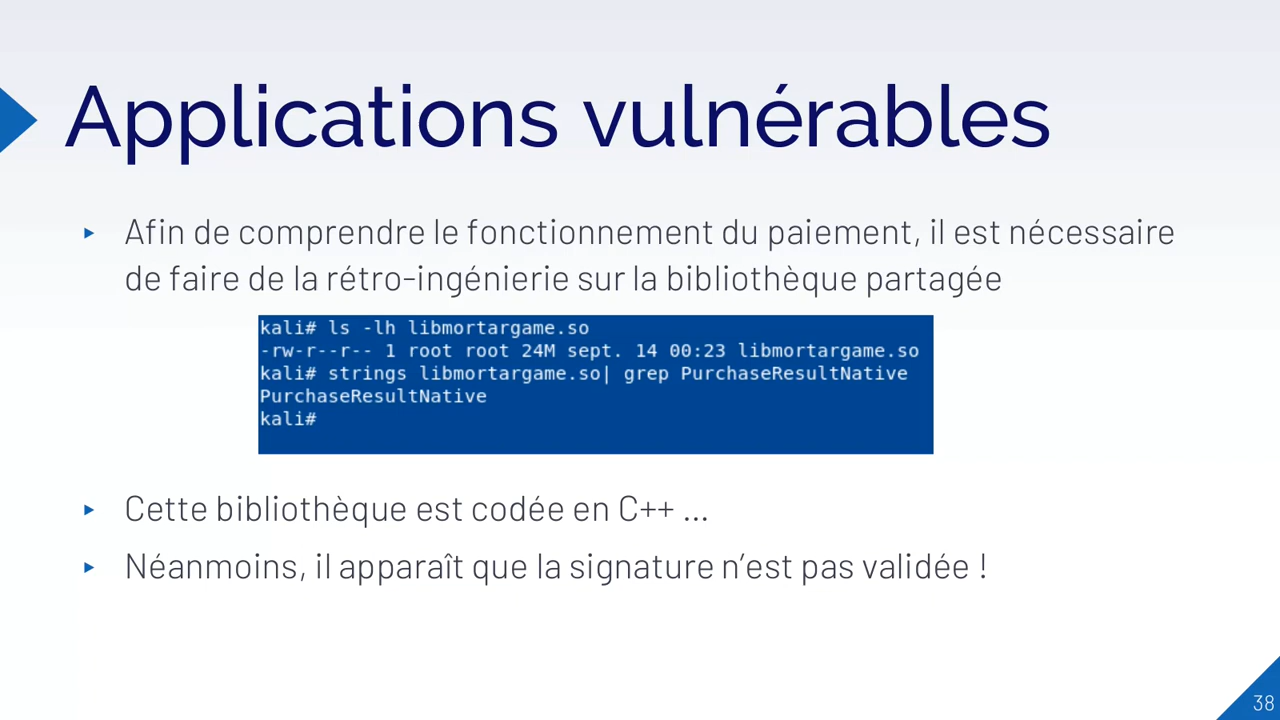 Applications vulnérables
▸ Afin de comprendre le fonctionnement du paiement, il est nécessaire
de faire de la rétro-ingénierie sur la bibliothèque partagée
kali# ls -lh libmortargame.so
-rw-r--r-- 1 root root 24M sept. 14 00:23 libmortargame.so
kali# strings libmortargame.so| grep PurchaseResultNative
PurchaseResultNative
kali#
▸ Cette bibliothèque est codée en C++ ...
▸ Néanmoins, il apparaît que la signature n’est pas validée !
38